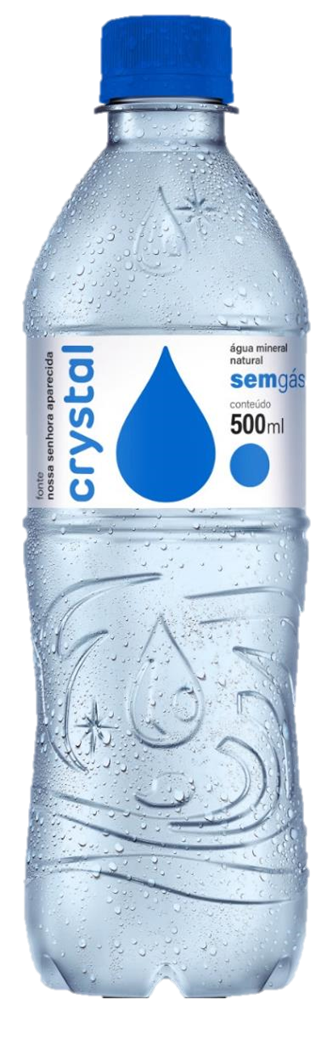 fonte
nossa senhora aparecida
crystal
água mineral
natural
semgás
conteúdo
500ml